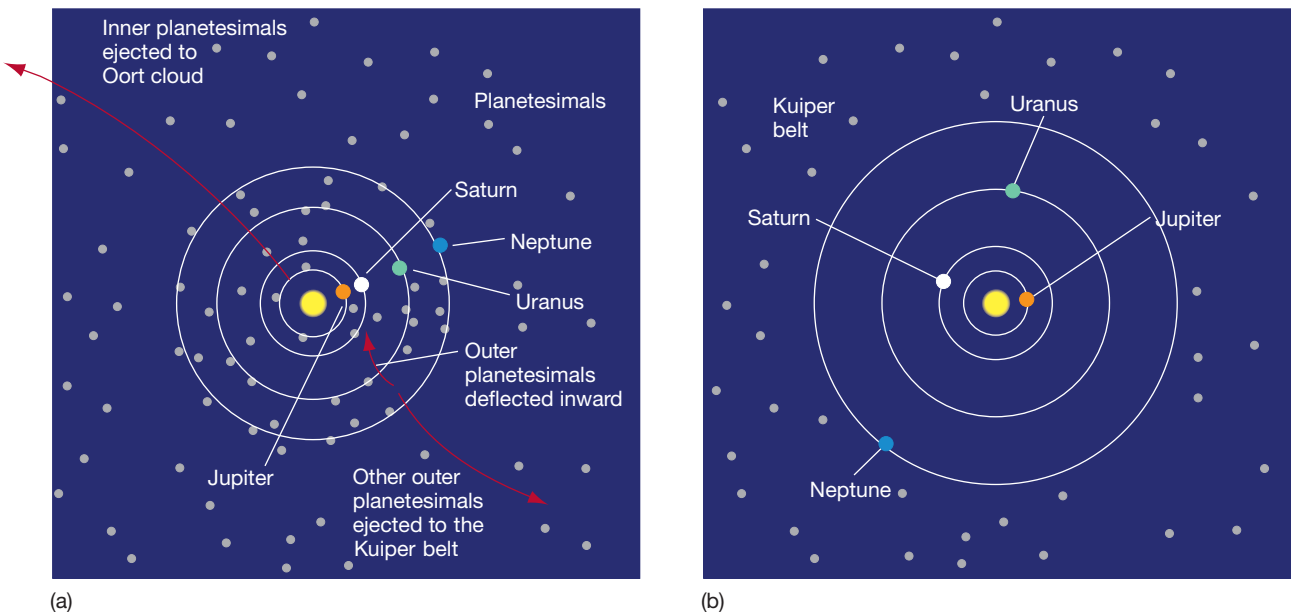 Inner planetesimals
ejected to
Oort cloud
Planetesimals
Saturn
Neptune
Uranus
Outer
planetesimals
deflected inward
Jupiter
Other outer
planetesimals
ejected to the
Kuiper belt
(a)
Kuiper
belt
Uranus
Saturn
Jupiter
Neptune
(b)